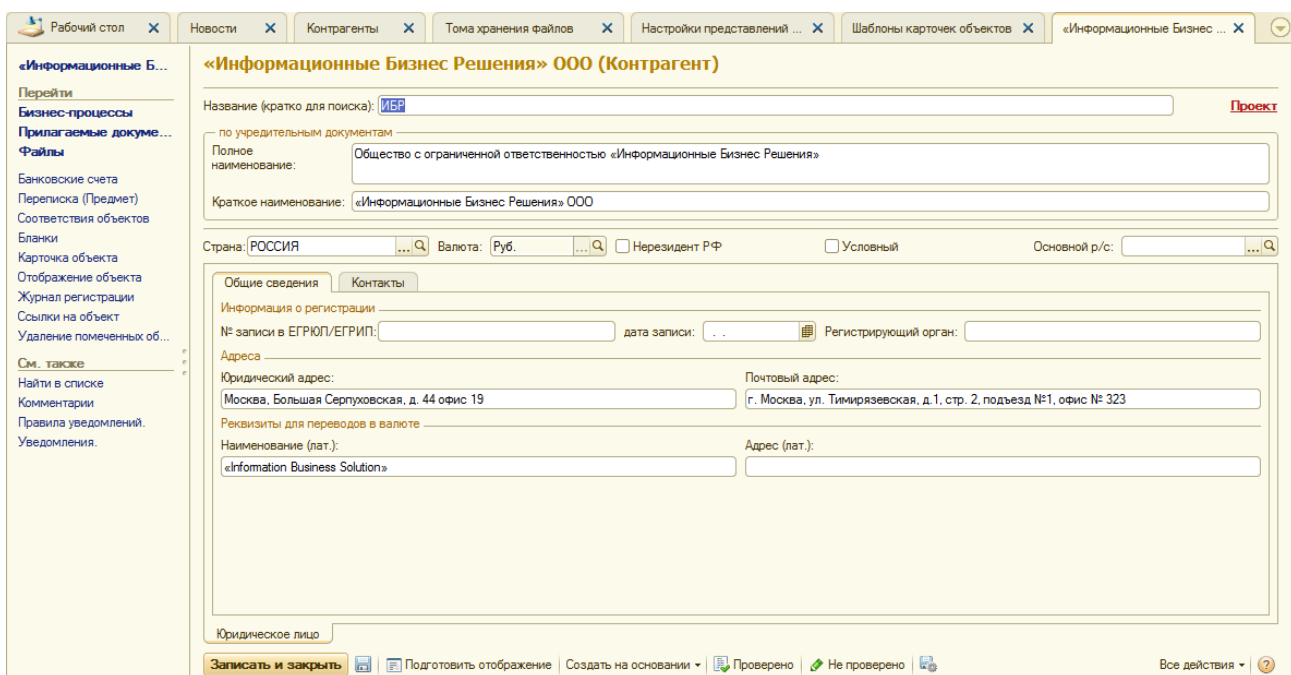 Рабочий стол
Новости
Контрагенты
Тома хранения файлов
Настройки представлений ...
Шаблоны карточек объектов
«Информационные Бизнес ...
«Информационные Б...
Перейти
Бизнес-процессы
Прилагаемые докуме...
Файлы
Банковские счета
Переписка (Предмет)
Соответствия объектов
Бланки
Карточка объекта
Отображение объекта
Журнал регистрации
Ссылки на объект
Удаление помеченных об...
См. также
Найти в списке
Комментарии
Правила уведомлений.
Уведомления.
«Информационные Бизнес Решения» ООО (Контрагент)
Название (кратко для поиска): ИБР Проект
по учредительным документам
Полное
наименование:
Общество с ограниченной ответственностью «Информационные Бизнес Решения»
Краткое наименование: «Информационные Бизнес Решения» ООО
Страна: РОССИЯ ... Валюта: Руб. ... Нерезидент РФ Условный Основной р/с: ...
Общие сведения Контакты
Информация о регистрации
№ записи в ЕГРЮЛ/ЕГРИП: дата записи: . . Регистрирующий орган:
Адреса
Юридический адрес: Почтовый адрес:
Москва, Большая Серпуховская, д. 44 офис 19 г. Москва, ул. Тимирязевская, д.1, стр. 2, подъезд №1, офис № 323
Реквизиты для переводов в валюте
Наименование (лат.): Адрес (лат.):
«Information Business Solution»
Юридическое лицо
Записать и закрыть Подготовить отображение Создать на основании Проверено Не проверено Все действия ?